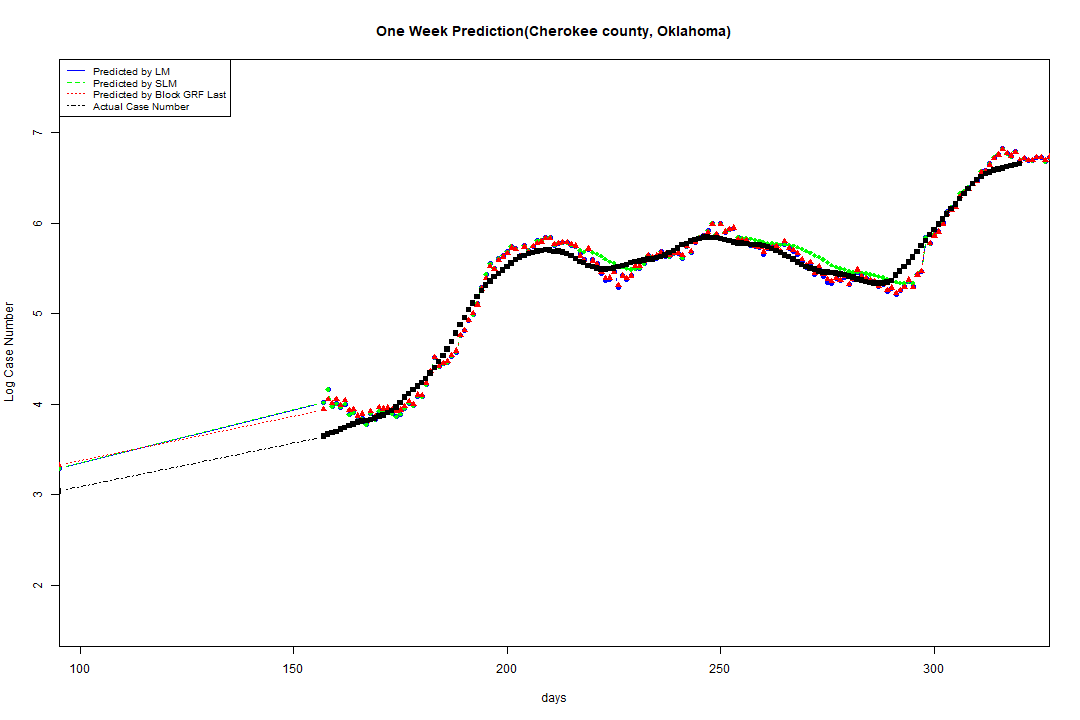 One Week Prediction(Cherokee county, Oklahoma)
Predicted by LM
Predicted by SLM
Predicted by Block GRF Last
Actual Case Number
7
6
5
4
3
2
Log Case Number
100 150 200 250 300
days